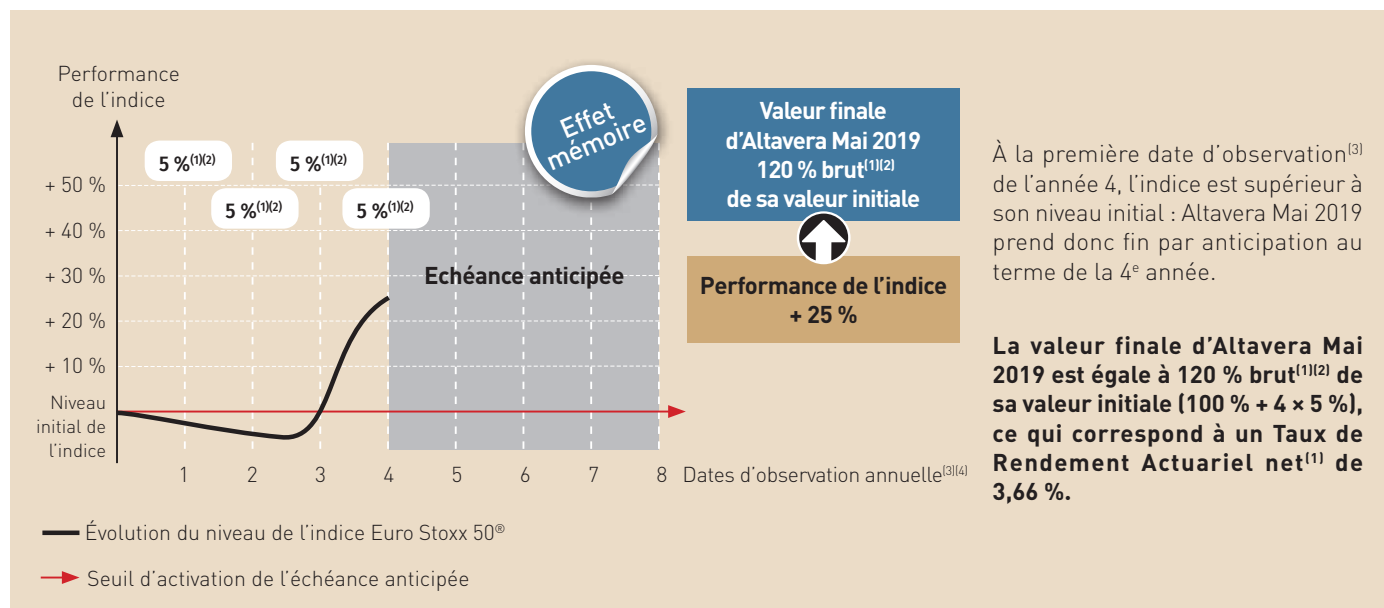 Performance
de l'indice
Effet
mémoire
5 %(1)(2)
5 %(1)(2)
5 %(1)(2)
5 %(1)(2)
+ 50 %
+ 40 %
+ 30 %
+ 20 %
+ 10 %
Niveau
initial de
l'indice
Echéance anticipée
1 2 3 4 5 6 7 8 Dates d'observation annuelle(3)(4)
Évolution du niveau de l'indice Euro Stoxx 50®
Seuil d'activation de l'échéance anticipée
Valeur finale
d'Altavera Mai 2019
120 % brut(1)(2)
de sa valeur initiale
Performance de l'indice
+ 25 %
À la première date d'observation(3)
de l'année 4, l'indice est supérieur à
son niveau initial : Altavera Mai 2019
prend donc fin par anticipation au
terme de la 4e année.
La valeur finale d'Altavera Mai
2019 est égale à 120 % brut(1)(2) de
sa valeur initiale (100 % + 4 × 5 %),
ce qui correspond à un Taux de
Rendement Actuariel net(1) de
3,66 %.